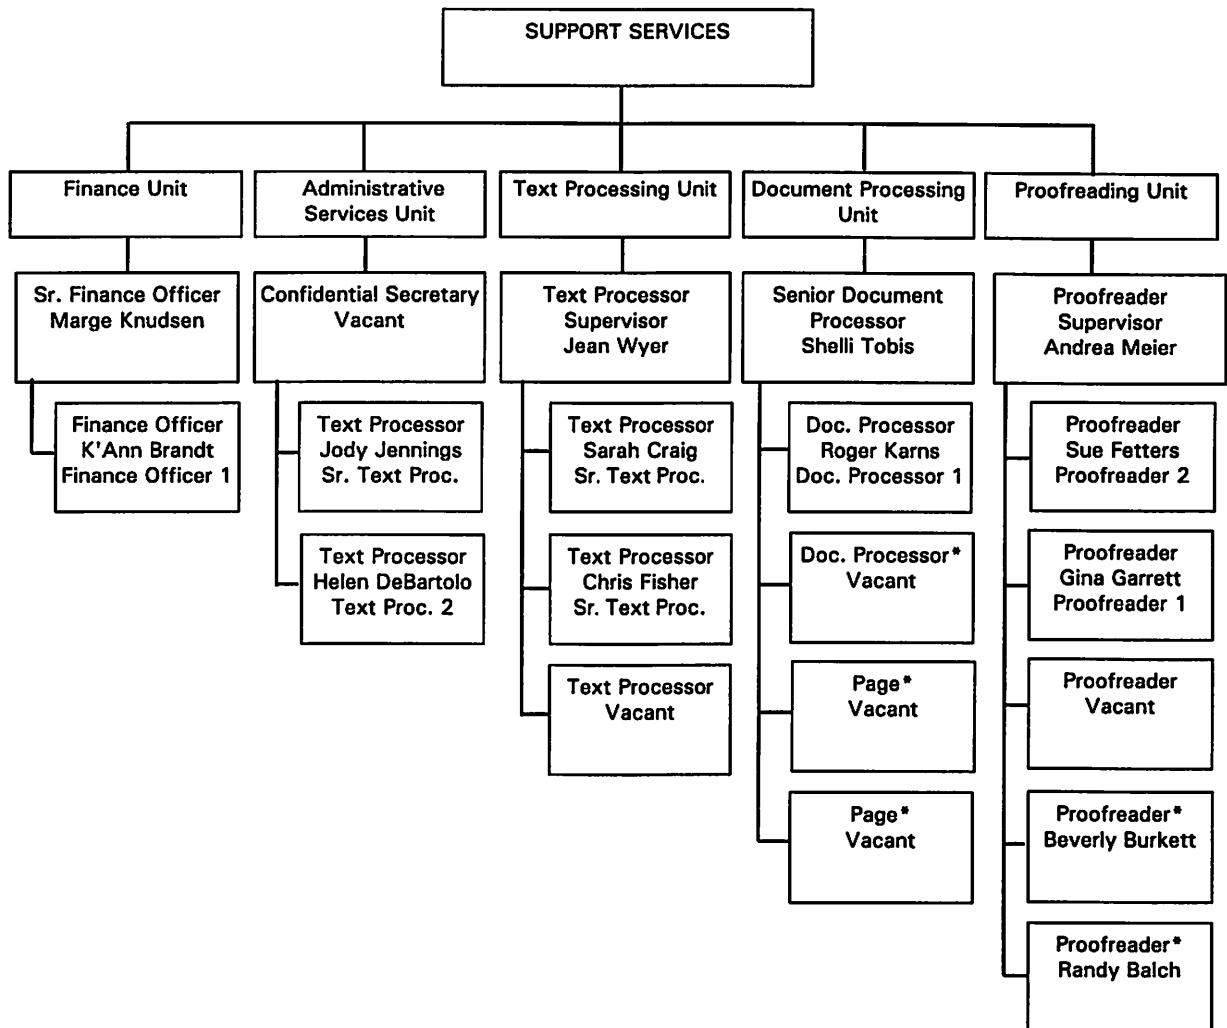 SUPPORT SERVICES
Finance Unit
Administrative
Services Unit
Text Processing Unit
Document Processing
Unit
Proofreading Unit
Sr. Finance Officer
Marge Knudsen
Confidential Secretary
Vacant
Text Processor
Supervisor
Jean Wyer
Senior Document
Processor
Shelli Tobis
Proofreader
Supervisor
Andrea Meier
Finance Officer
K'Ann Brandt
Finance Officer 1
Text Processor
Jody Jennings
Sr. Text Proc.
Text Processor
Sarah Craig
Sr. Text Proc.
Doc. Processor
Roger Karns
Doc. Processor 1
Proofreader
Sue Fetters
Proofreader 2
Text Processor
Helen DeBartolo
Text Proc. 2
Text Processor
Chris Fisher
Sr. Text Proc.
Doc. Processor*
Vacant
Proofreader
Gina Garrett
Proofreader 1
Text Processor
Vacant
Page*
Vacant
Proofreader
Vacant
Page*
Vacant
Proofreader*
Beverly Burkett
Proofreader*
Randy Balch